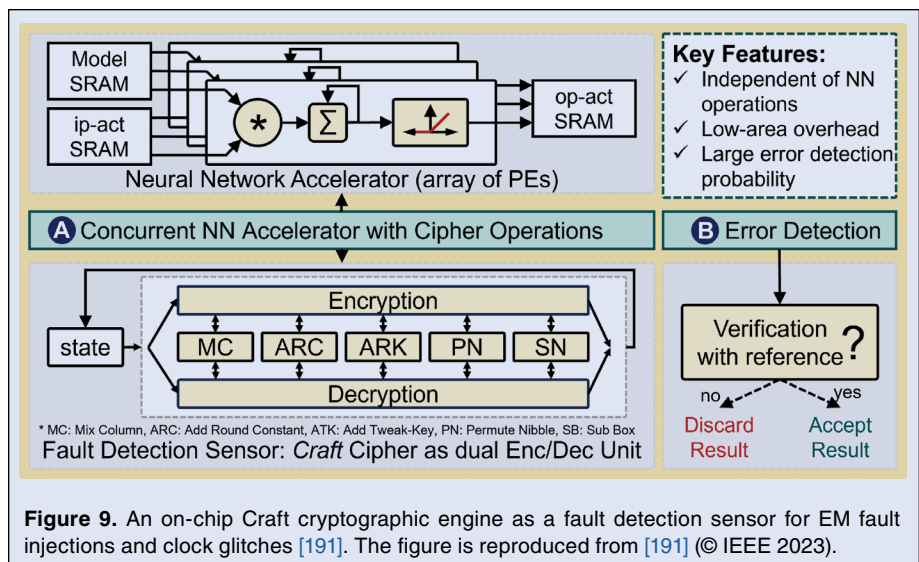 Model
SRAM
ip-act
SRAM
*
Σ
op-act
SRAM
Neural Network Accelerator (array of PEs)
Key Features:
✓ Independent of NN
operations
✓ Low-area overhead
✓ Large error detection
probability
A Concurrent NN Accelerator with Cipher Operations
B Error Detection
state
Encryption
MC ARC ARK PN SN
Decryption
* MC: Mix Column, ARC: Add Round Constant, ATK: Add Tweak-Key, PN: Permute Nibble, SB: Sub Box
Fault Detection Sensor: Craft Cipher as dual Enc/Dec Unit
Verification
with reference ?
no yes
Discard
Result
Accept
Result
Figure 9. An on-chip Craft cryptographic engine as a fault detection sensor for EM fault
injections and clock glitches [191]. The figure is reproduced from [191] (© IEEE 2023).